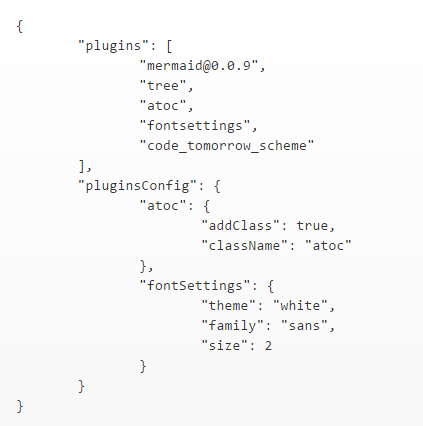 {
        "plugins": [
                "mermaid@0.0.9",
                "tree",
                "atoc",
                "fontsettings",
                "code_tomorrow_scheme"
        ],
        "pluginsConfig": {
                "atoc": {
                        "addClass": true,
                        "className": "atoc"
                },
                "fontSettings": {
                        "theme": "white",
                        "family": "sans",
                        "size": 2
                }
        }
}